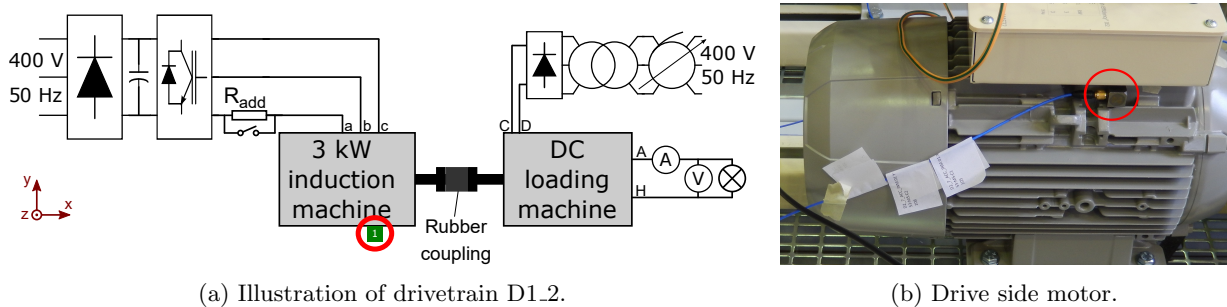 400 V
50 Hz
R_add
a b c
3 kW
induction
machine
1
Rubber
coupling
C D
DC
loading
machine
A
H
A
V
400 V
50 Hz
y
z x
(a) Illustration of drivetrain D1_2.
(b) Drive side motor.